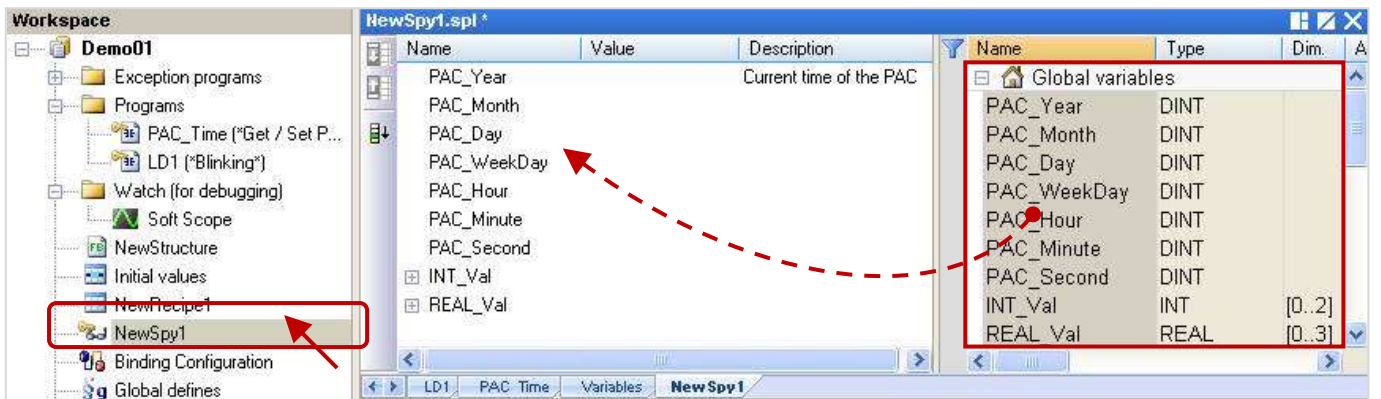 Workspace
Demo01
Exception programs
Programs
PAC_Time (*Get / Set P...
LD1 (*Blinking*)
Watch (for debugging)
Soft Scope
NewStructure
Initial values
NewRecipe1
NewSpy1
Binding Configuration
Global defines
NewSpy1.spl *
Name Value Description
PAC_Year Current time of the PAC
PAC_Month
PAC_Day
PAC_WeekDay
PAC_Hour
PAC_Minute
PAC_Second
INT_Val
REAL_Val
Name Type Dim. A
Global variables
PAC_Year DINT
PAC_Month DINT
PAC_Day DINT
PAC_WeekDay DINT
PAC_Hour DINT
PAC_Minute DINT
PAC_Second DINT
INT_Val INT [0..2]
REAL_Val REAL [0..3]
LD1 PAC_Time Variables NewSpy1